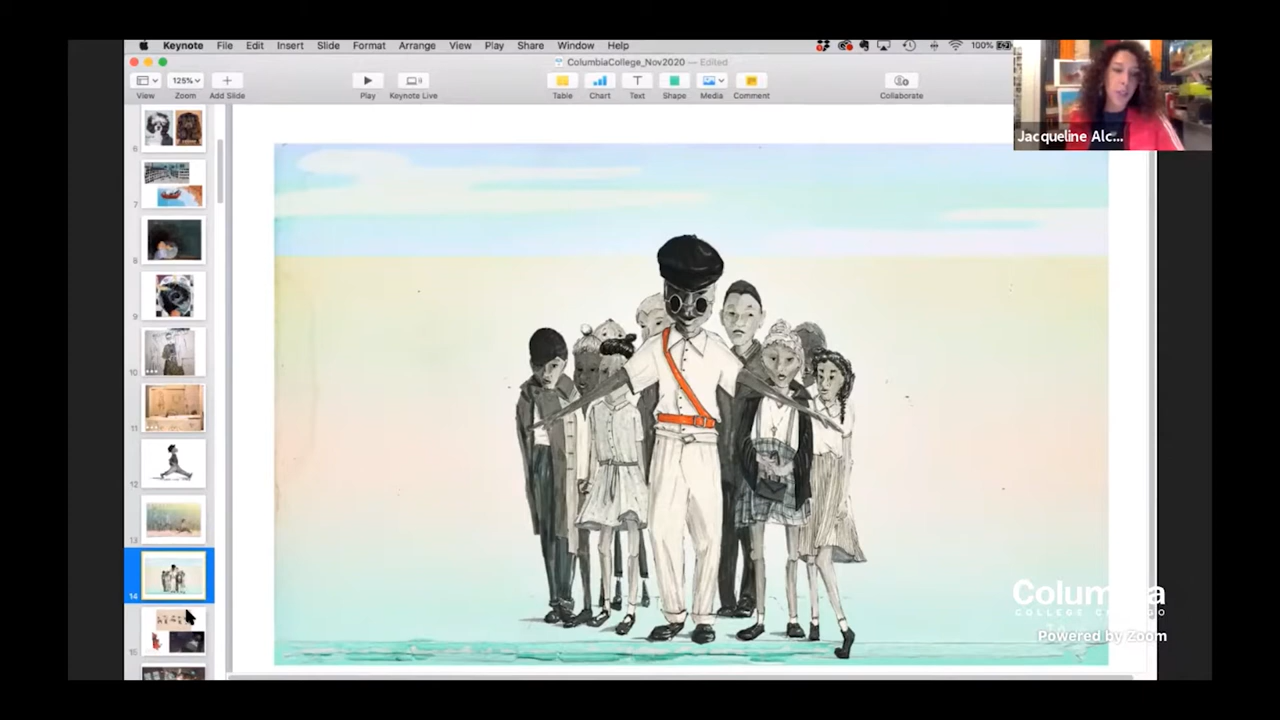 Keynote File Edit Insert Slide Format Arrange View Play Share Window Help 100%
ColumbiaCollege_Nov2020 — Edited
125%
View Zoom Add Slide Play Keynote Live Table Chart Text Shape Media Comment Collaborate
Jacqueline Alc...
6
7
8
9
10
11
12
13
14
15
COLLEGE CHICAGO
Powered by Zoom